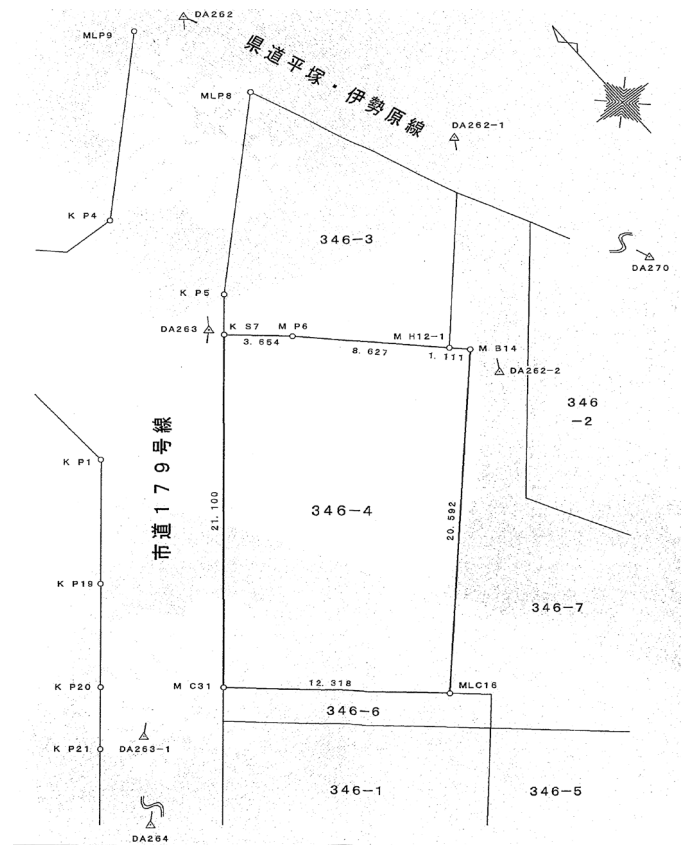 DA262
MLP9
県道平塚・伊勢原線
MLP8
DA262-1
K P4
346-3
DA270
K P5
DA263
K S7
M P6
M H12-1
M B14
3.654
8.627
1.111
DA262-2
346
-2
市道179号線
K P1
21.100
346-4
20.592
K P19
346-7
K P20
M C31
12.318
MLC16
346-6
K P21
DA263-1
346-1
346-5
DA264